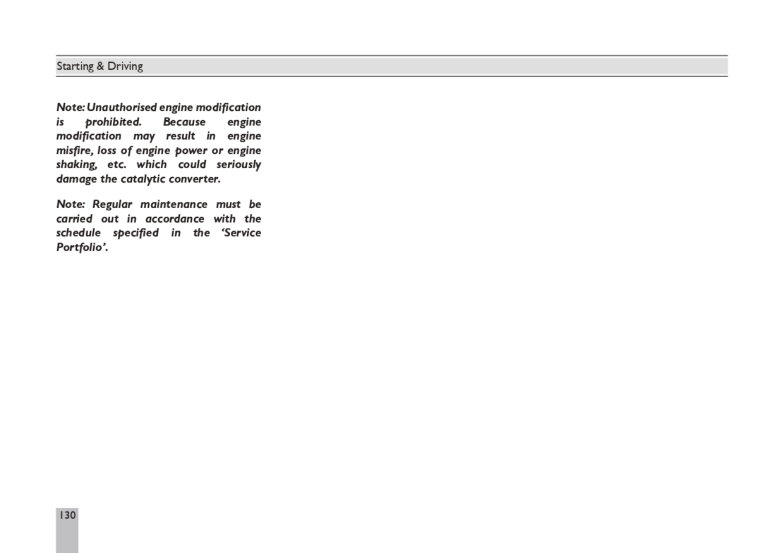 Starting & Driving
Note: Unauthorised engine modification
is prohibited. Because engine
modification may result in engine
misfire, loss of engine power or engine
shaking, etc. which could seriously
damage the catalytic converter.
Note: Regular maintenance must be
carried out in accordance with the
schedule specified in the ‘Service
Portfolio’.
130